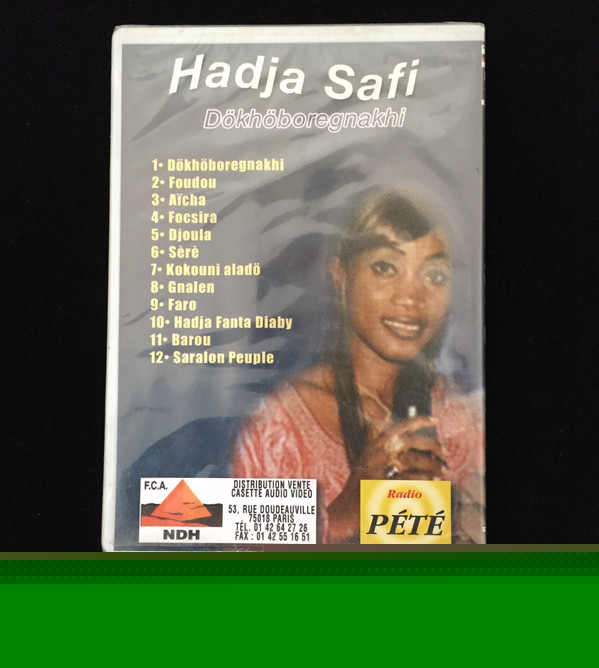 Hadja Safi
Dökhöboregnakhi
1• Dökhöboregnakhi
2• Foudou
3• Aïcha
4• Focsira
5• Djoula
6• Sèrè
7• Kokouni aladö
8• Gnalen
9• Faro
10• Hadja Fanta Diaby
11• Barou
12• Saralon Peuple
F.C.A.
NDH
DISTRIBUTION VENTE
CASETTE AUDIO VIDEO
53, RUE DOUDEAUVILLE
75018 PARIS
TÉL. 01 42 64 27 26
FAX : 01 42 55 16 51
Radio
PÉTÉ